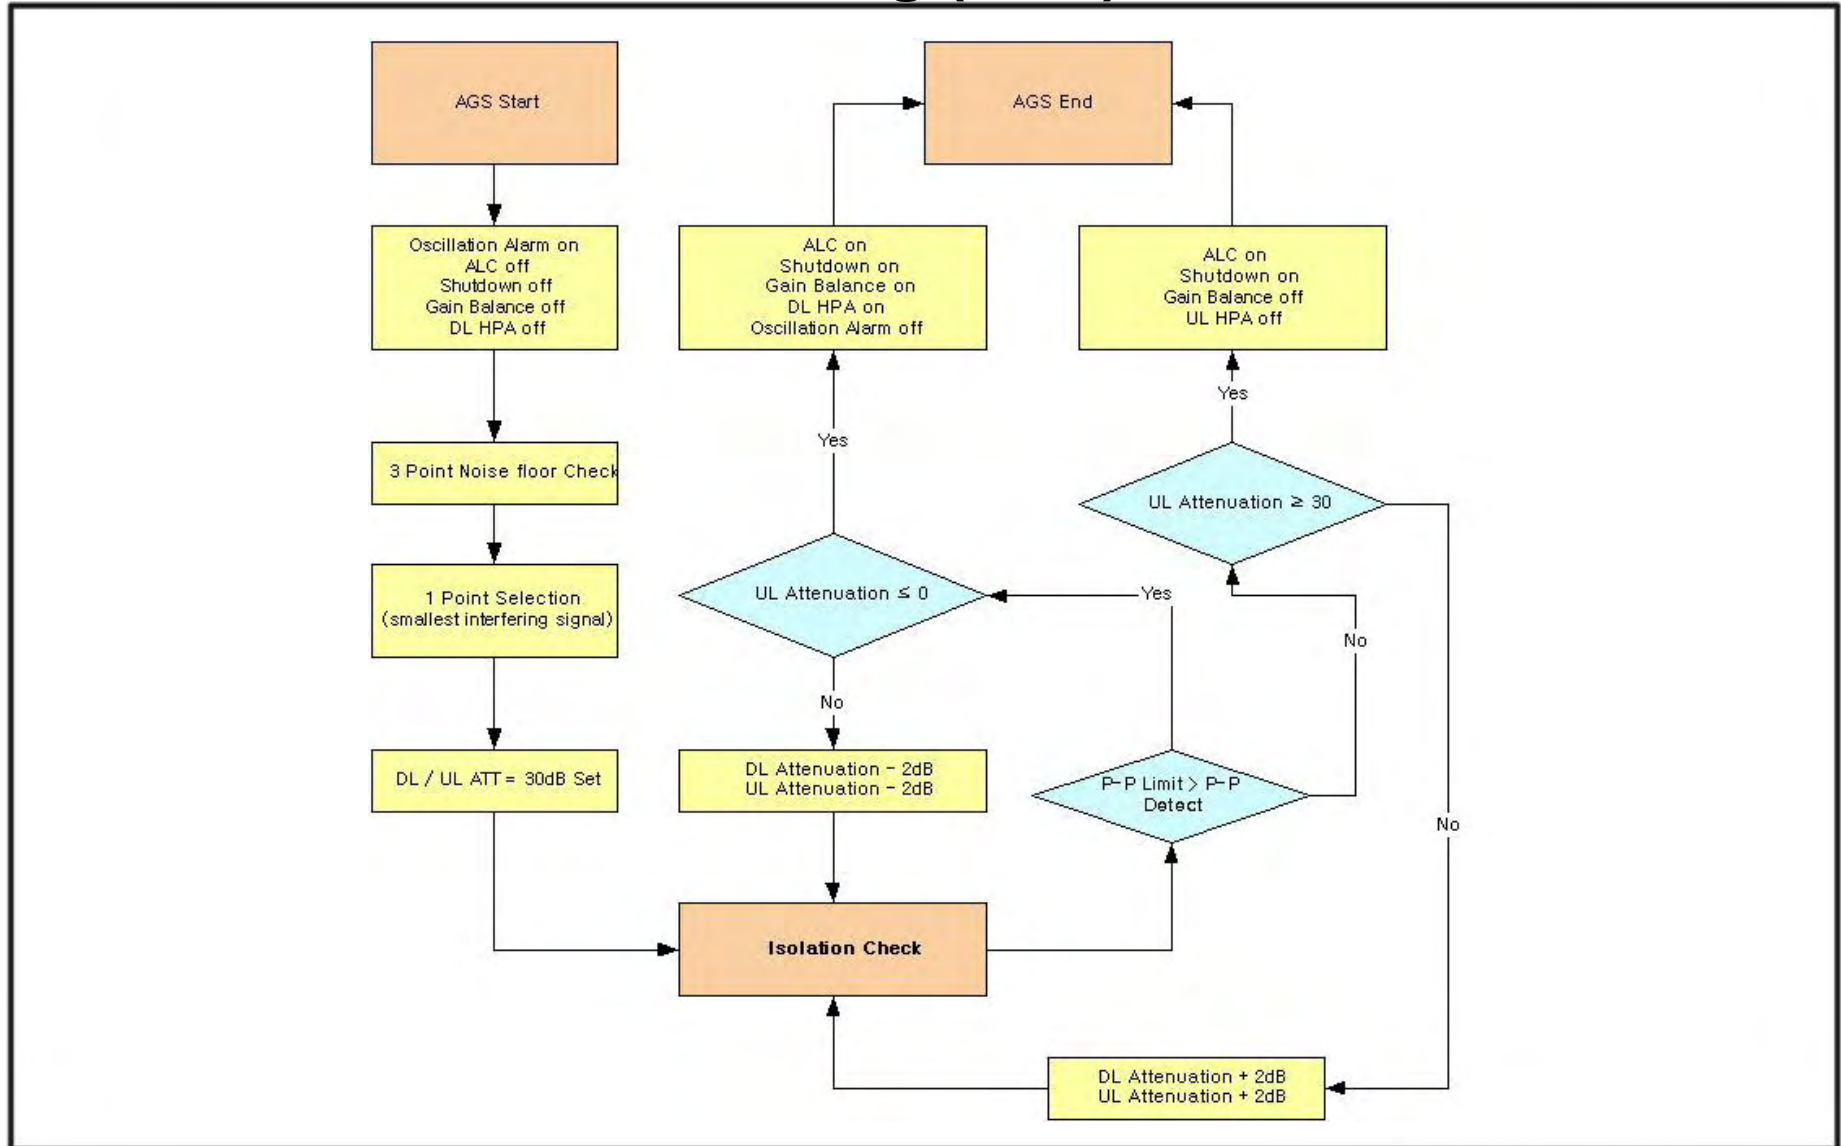 AGS Start
AGS End
Oscillation Alarm on
ALC off
Shutdown off
Gain Balance off
DL HPA off
ALC on
Shutdown on
Gain Balance on
DL HPA on
Oscillation Alarm off
ALC on
Shutdown on
Gain Balance off
UL HPA off
Yes
Yes
3 Point Noise floor Check
UL Attenuation ≥ 30
1 Point Selection
(smallest interfering signal)
UL Attenuation ≤ 0
Yes
No
No
DL / UL ATT = 30dB Set
DL Attenuation - 2dB
UL Attenuation - 2dB
P-P Limit > P-P
Detect
No
Isolation Check
DL Attenuation + 2dB
UL Attenuation + 2dB